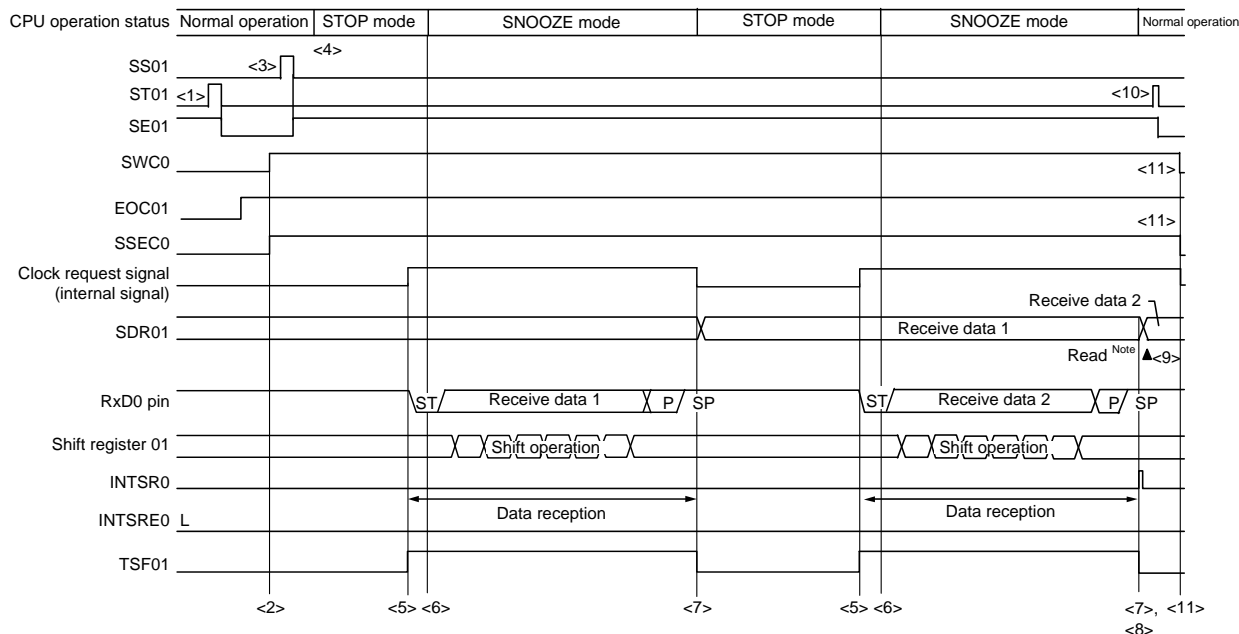 CPU operation status Normal operation STOP mode SNOOZE mode STOP mode SNOOZE mode Normal operation
<4>
SS01 <3>
ST01 <1> <10>
SE01
SWC0 <11>
EOC01
<11>
SSEC0
Clock request signal
(internal signal)
Receive data 2
SDR01 Receive data 1
Read Note ▲<9>
RxD0 pin ST Receive data 1 P SP ST Receive data 2 P SP
Shift register 01 Shift operation Shift operation
INTSR0
Data reception Data reception
INTSRE0 L
TSF01
<2> <5> <6> <7> <5> <6> <7>, <11>
<8>